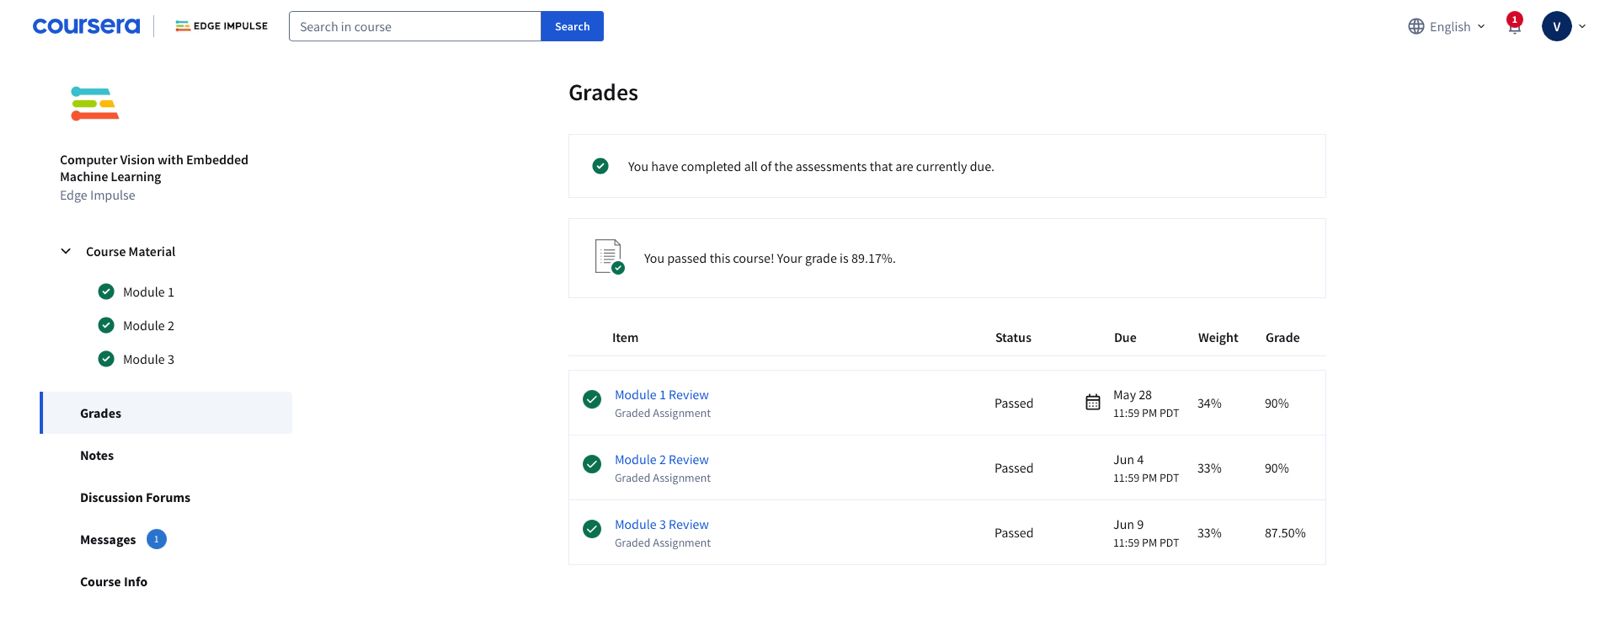 coursera
EDGE IMPULSE
Search in course
Search
English
1
V
Computer Vision with Embedded
Machine Learning
Edge Impulse
Course Material
Module 1
Module 2
Module 3
Grades
Notes
Discussion Forums
Messages 1
Course Info
Grades
You have completed all of the assessments that are currently due.
You passed this course! Your grade is 89.17%.
Item Status Due Weight Grade
Module 1 Review
Graded Assignment
Passed
May 28
11:59 PM PDT
34%
90%
Module 2 Review
Graded Assignment
Passed
Jun 4
11:59 PM PDT
33%
90%
Module 3 Review
Graded Assignment
Passed
Jun 9
11:59 PM PDT
33%
87.50%